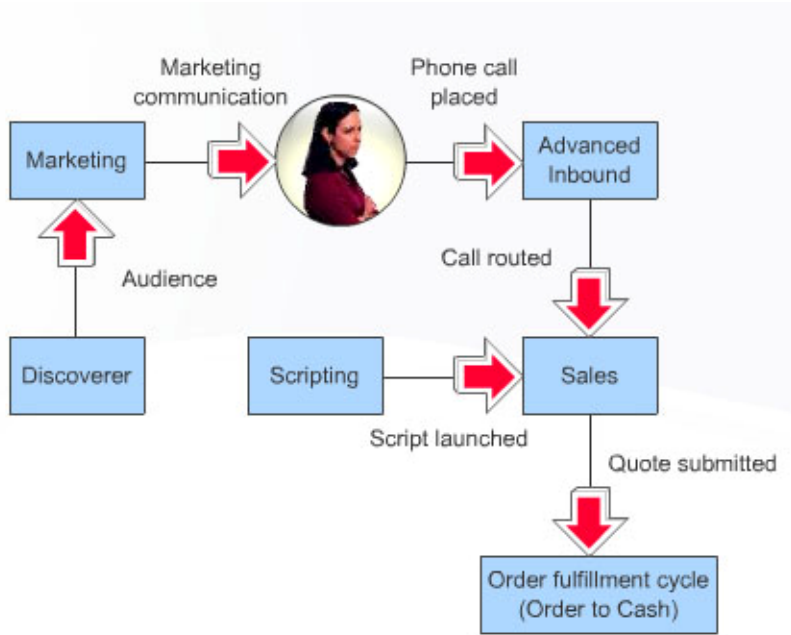 Marketing
communication
Phone call
placed
Marketing
Advanced
Inbound
Audience
Call routed
Discoverer
Scripting
Sales
Script launched
Quote submitted
Order fulfillment cycle
(Order to Cash)